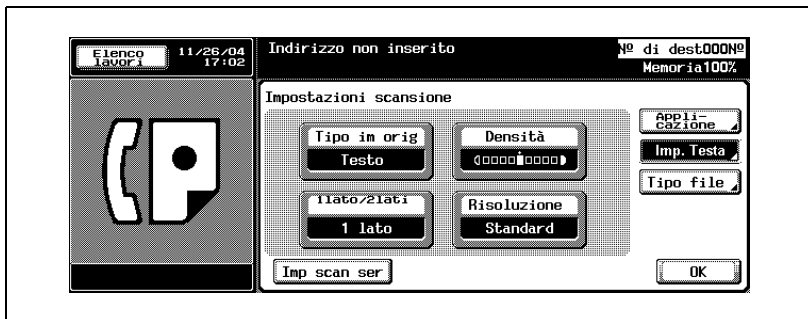 Elenco
lavori
11/26/04
17:02
Indirizzo non inserito
Nº di dest000Nº
Memoria100%
Impostazioni scansione
Tipo im orig
Testo
Densità
1lato/2lati
1 lato
Risoluzione
Standard
Appli-
cazione
Imp. Testa
Tipo file
Imp scan ser
OK